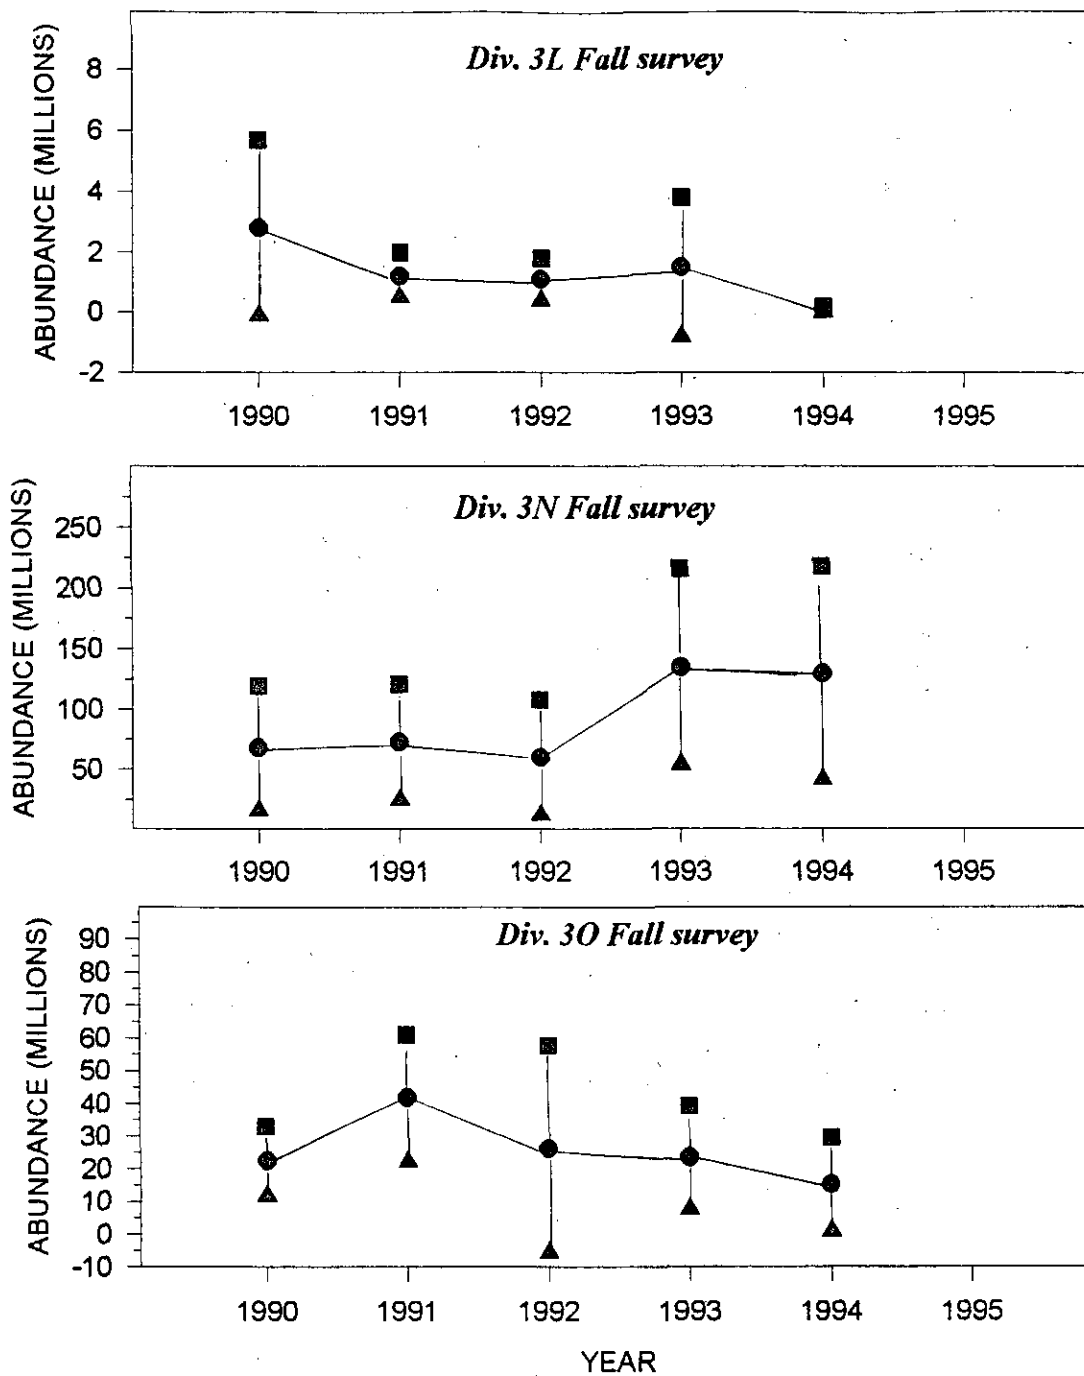 Div. 3L Fall survey
ABUNDANCE (MILLIONS)
8
6
4
2
0
-2
1990 1991 1992 1993 1994 1995
Div. 3N Fall survey
ABUNDANCE (MILLIONS)
250
200
150
100
50
1990 1991 1992 1993 1994 1995
Div. 3O Fall survey
ABUNDANCE (MILLIONS)
90
80
70
60
50
40
30
20
10
0
-10
1990 1991 1992 1993 1994 1995
YEAR